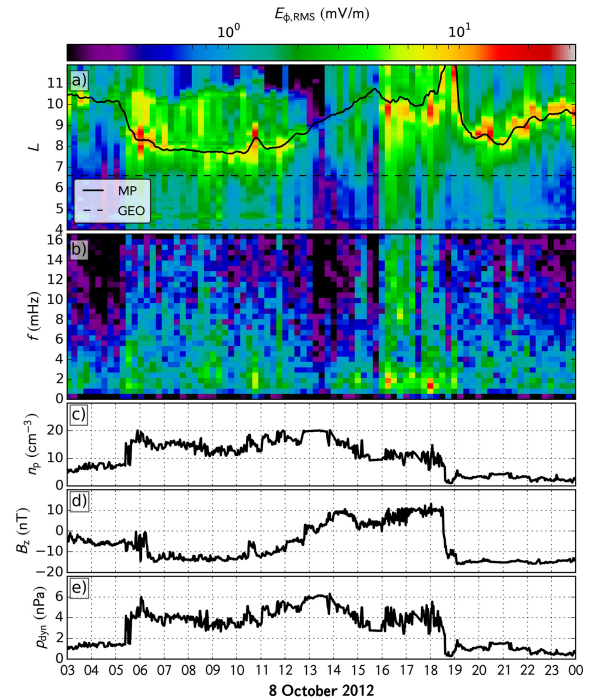 E_ϕ,RMS (mV/m)
10^0 10^1
a)
11
10
9
8
7
6
5
4
L
MP
GEO
b)
16
14
12
10
8
6
4
2
0
f (mHz)
c)
20
10
0
n_p (cm^−3)
d)
10
0
−10
−20
B_z (nT)
e)
6
4
2
0
p_dyn (nPa)
03 04 05 06 07 08 09 10 11 12 13 14 15 16 17 18 19 20 21 22 23 00
8 October 2012